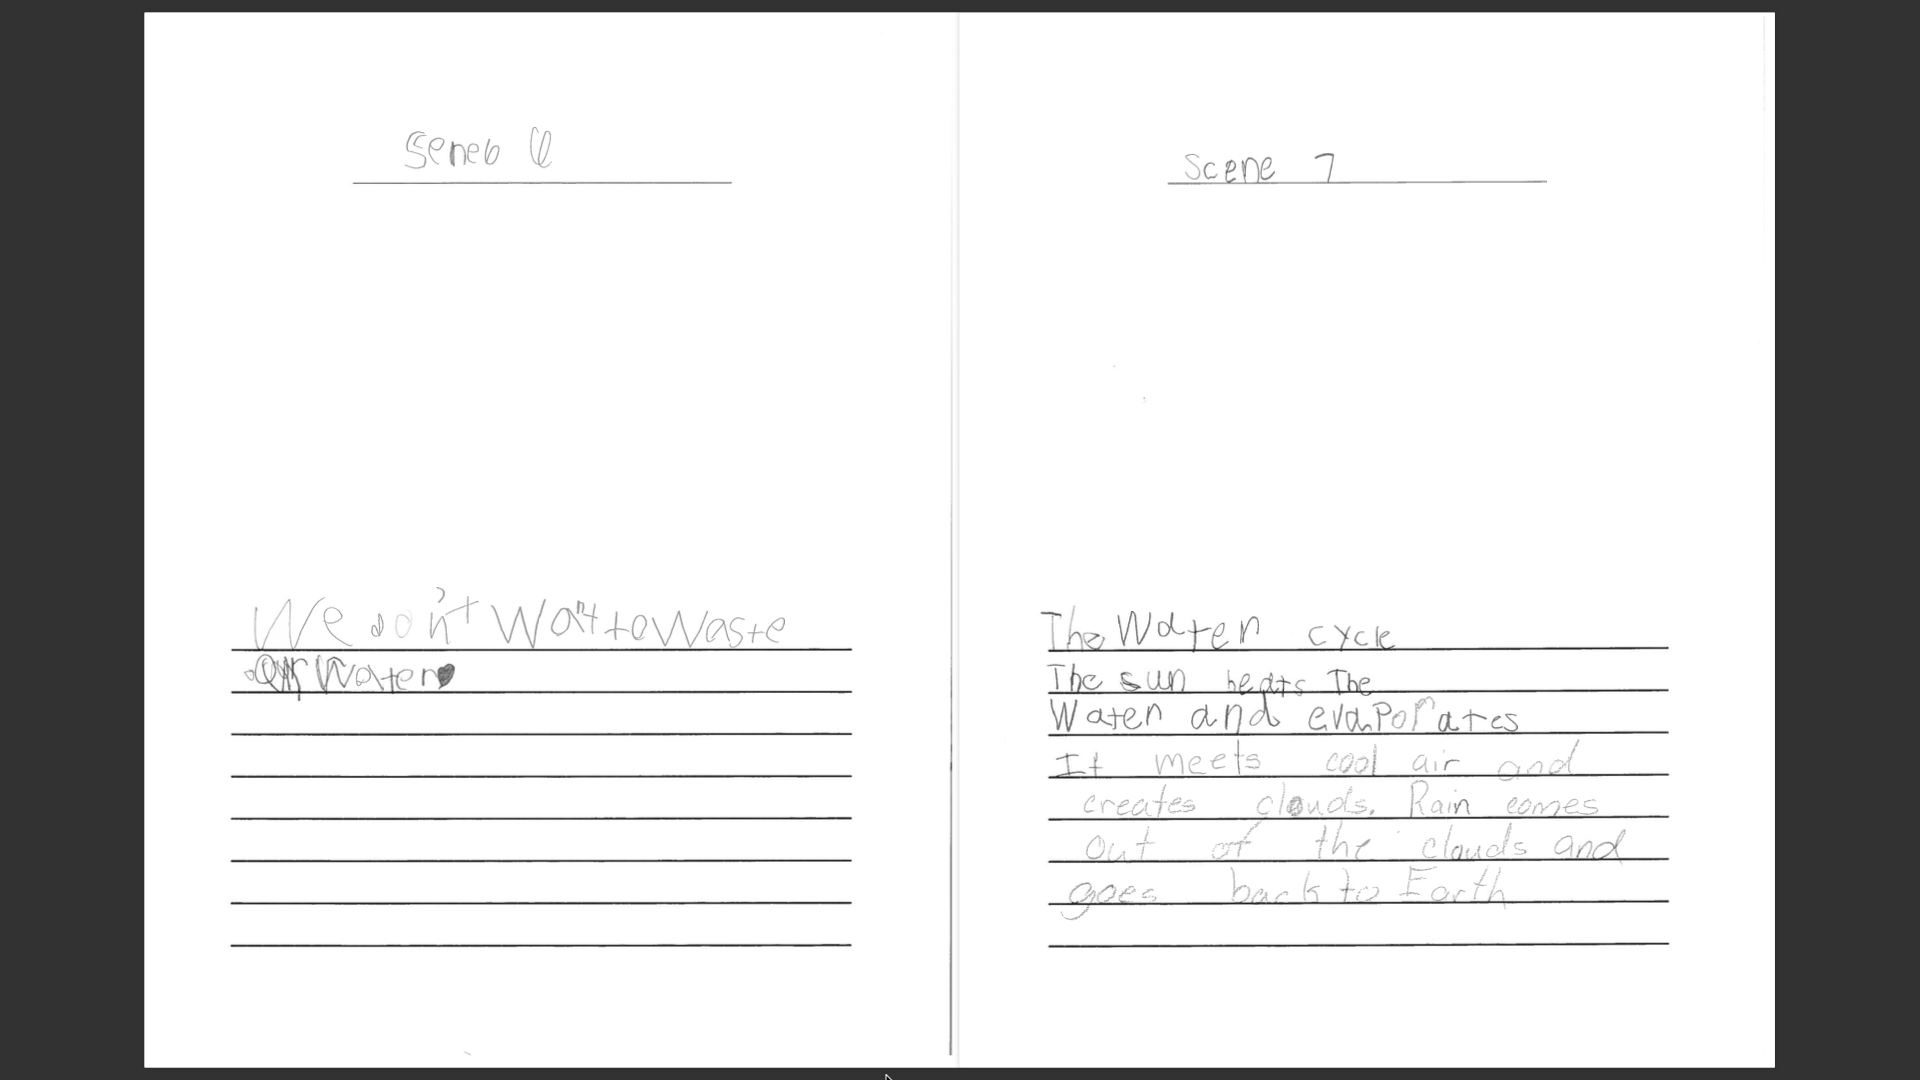 Seneb 6
We don't Want to Waste
our Water
Scene 7
The Water cycle
The sun heats The
Water and evaporates
It meets cool air and
creates clouds. Rain comes
out of the clouds and
goes back to Earth